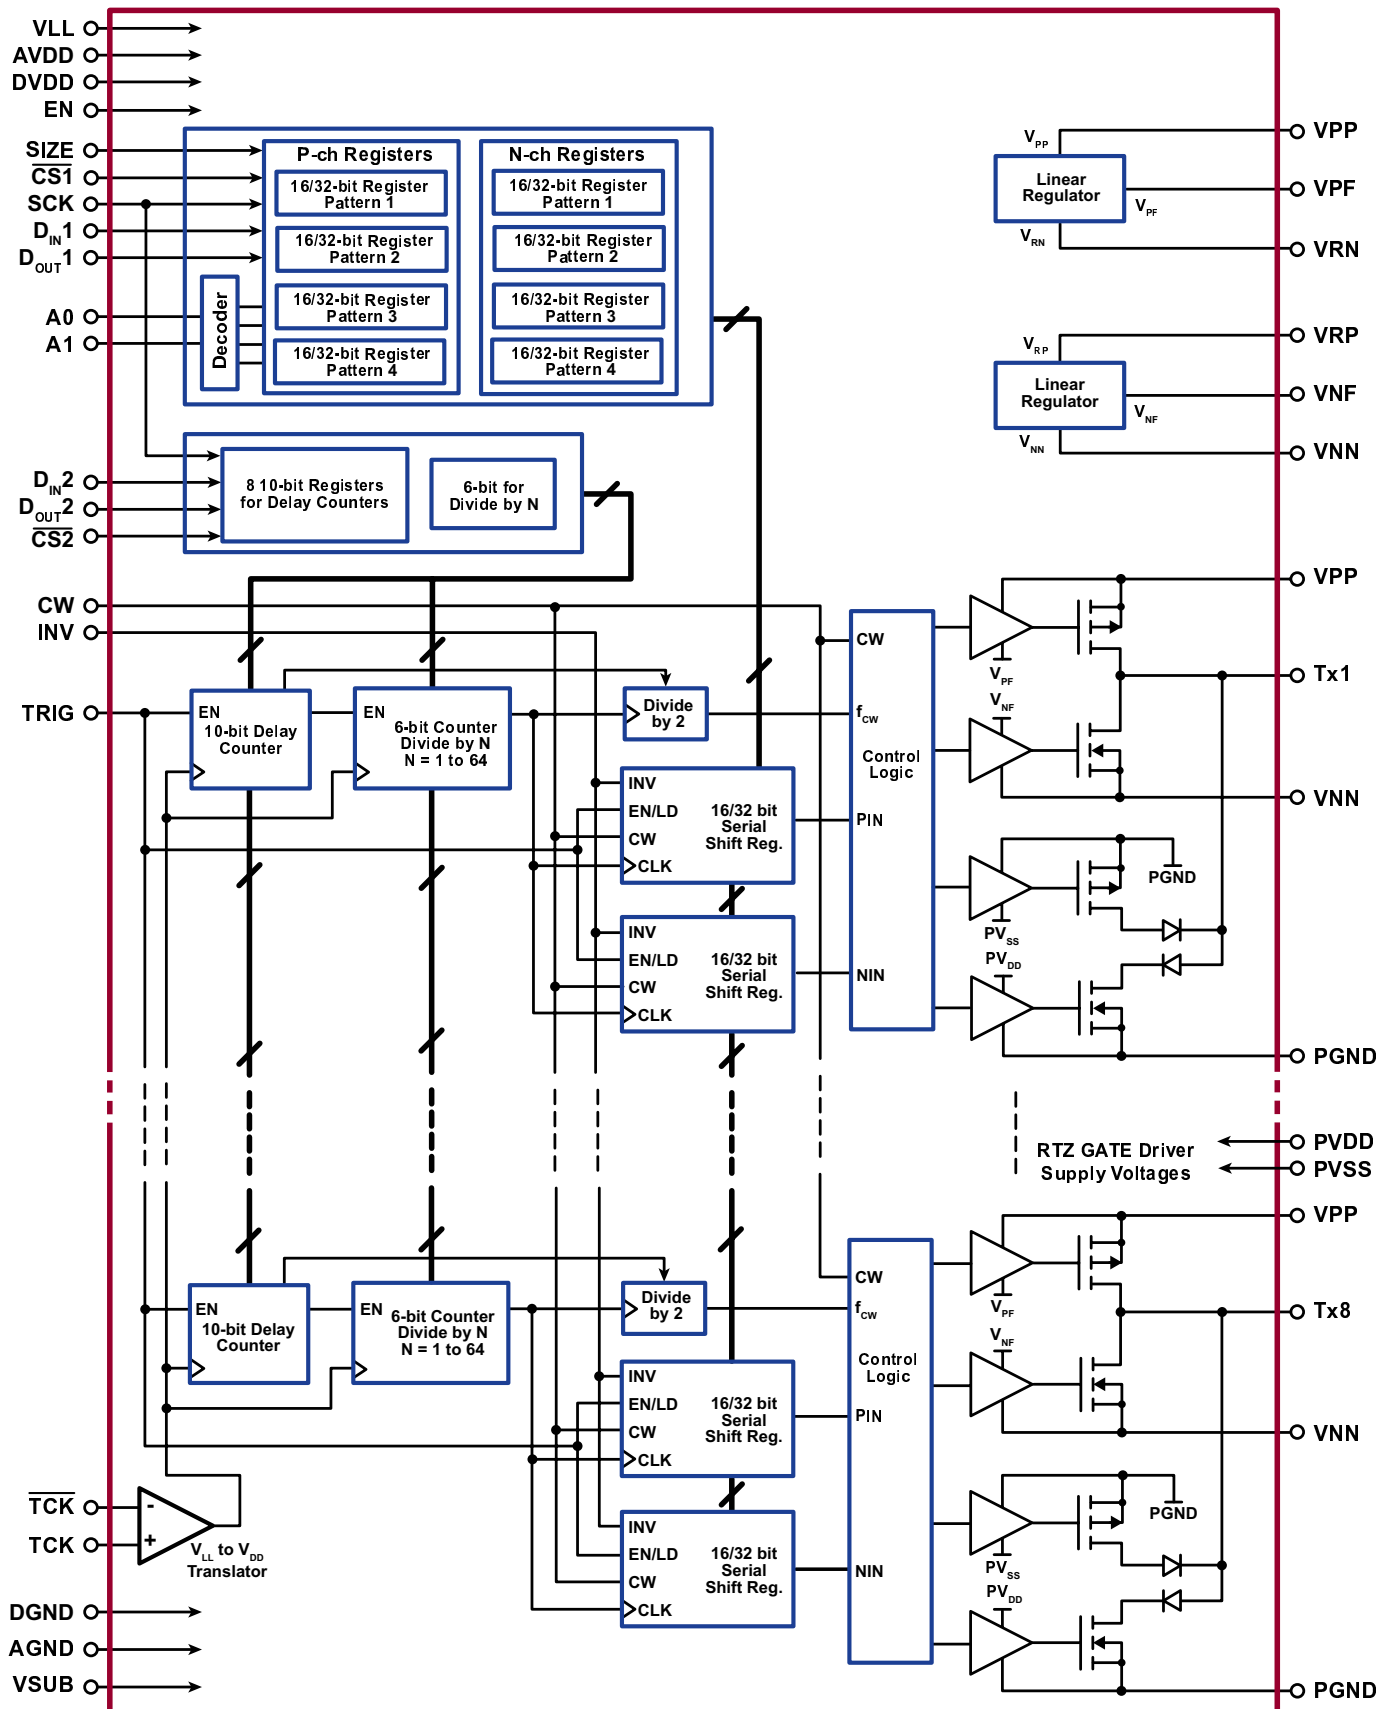 VLL
AVDD
DVDD
EN
SIZE
CS1
SCK
DIN1
DOUT1
A0
A1
P-ch Registers
16/32-bit Register
Pattern 1
16/32-bit Register
Pattern 2
16/32-bit Register
Pattern 3
16/32-bit Register
Pattern 4
Decoder
N-ch Registers
16/32-bit Register
Pattern 1
16/32-bit Register
Pattern 2
16/32-bit Register
Pattern 3
16/32-bit Register
Pattern 4
VPP
VPP
Linear
Regulator
VPF
VPF
VRN
VRN
VRP
VRP
Linear
Regulator
VNF
VNF
VNN
VNN
DIN2
DOUT2
CS2
8 10-bit Registers
for Delay Counters
6-bit for
Divide by N
CW
INV
TRIG
EN
10-bit Delay
Counter
EN
6-bit Counter
Divide by N
N = 1 to 64
Divide
by 2
INV
EN/LD
CW
CLK
16/32 bit
Serial
Shift Reg.
INV
EN/LD
CW
CLK
16/32 bit
Serial
Shift Reg.
CW
fCW
Control
Logic
PIN
NIN
VPF
VNF
PVSS
PVDD
PGND
VPP
Tx1
VNN
PGND
RTZ GATE Driver
Supply Voltages
PVDD
PVSS
EN
10-bit Delay
Counter
EN
6-bit Counter
Divide by N
N = 1 to 64
Divide
by 2
INV
EN/LD
CW
CLK
16/32 bit
Serial
Shift Reg.
INV
EN/LD
CW
CLK
16/32 bit
Serial
Shift Reg.
CW
fCW
Control
Logic
PIN
NIN
VPF
VNF
PVSS
PVDD
PGND
VPP
Tx8
VNN
PGND
TCK
TCK
-
+
VLL to VDD
Translator
DGND
AGND
VSUB